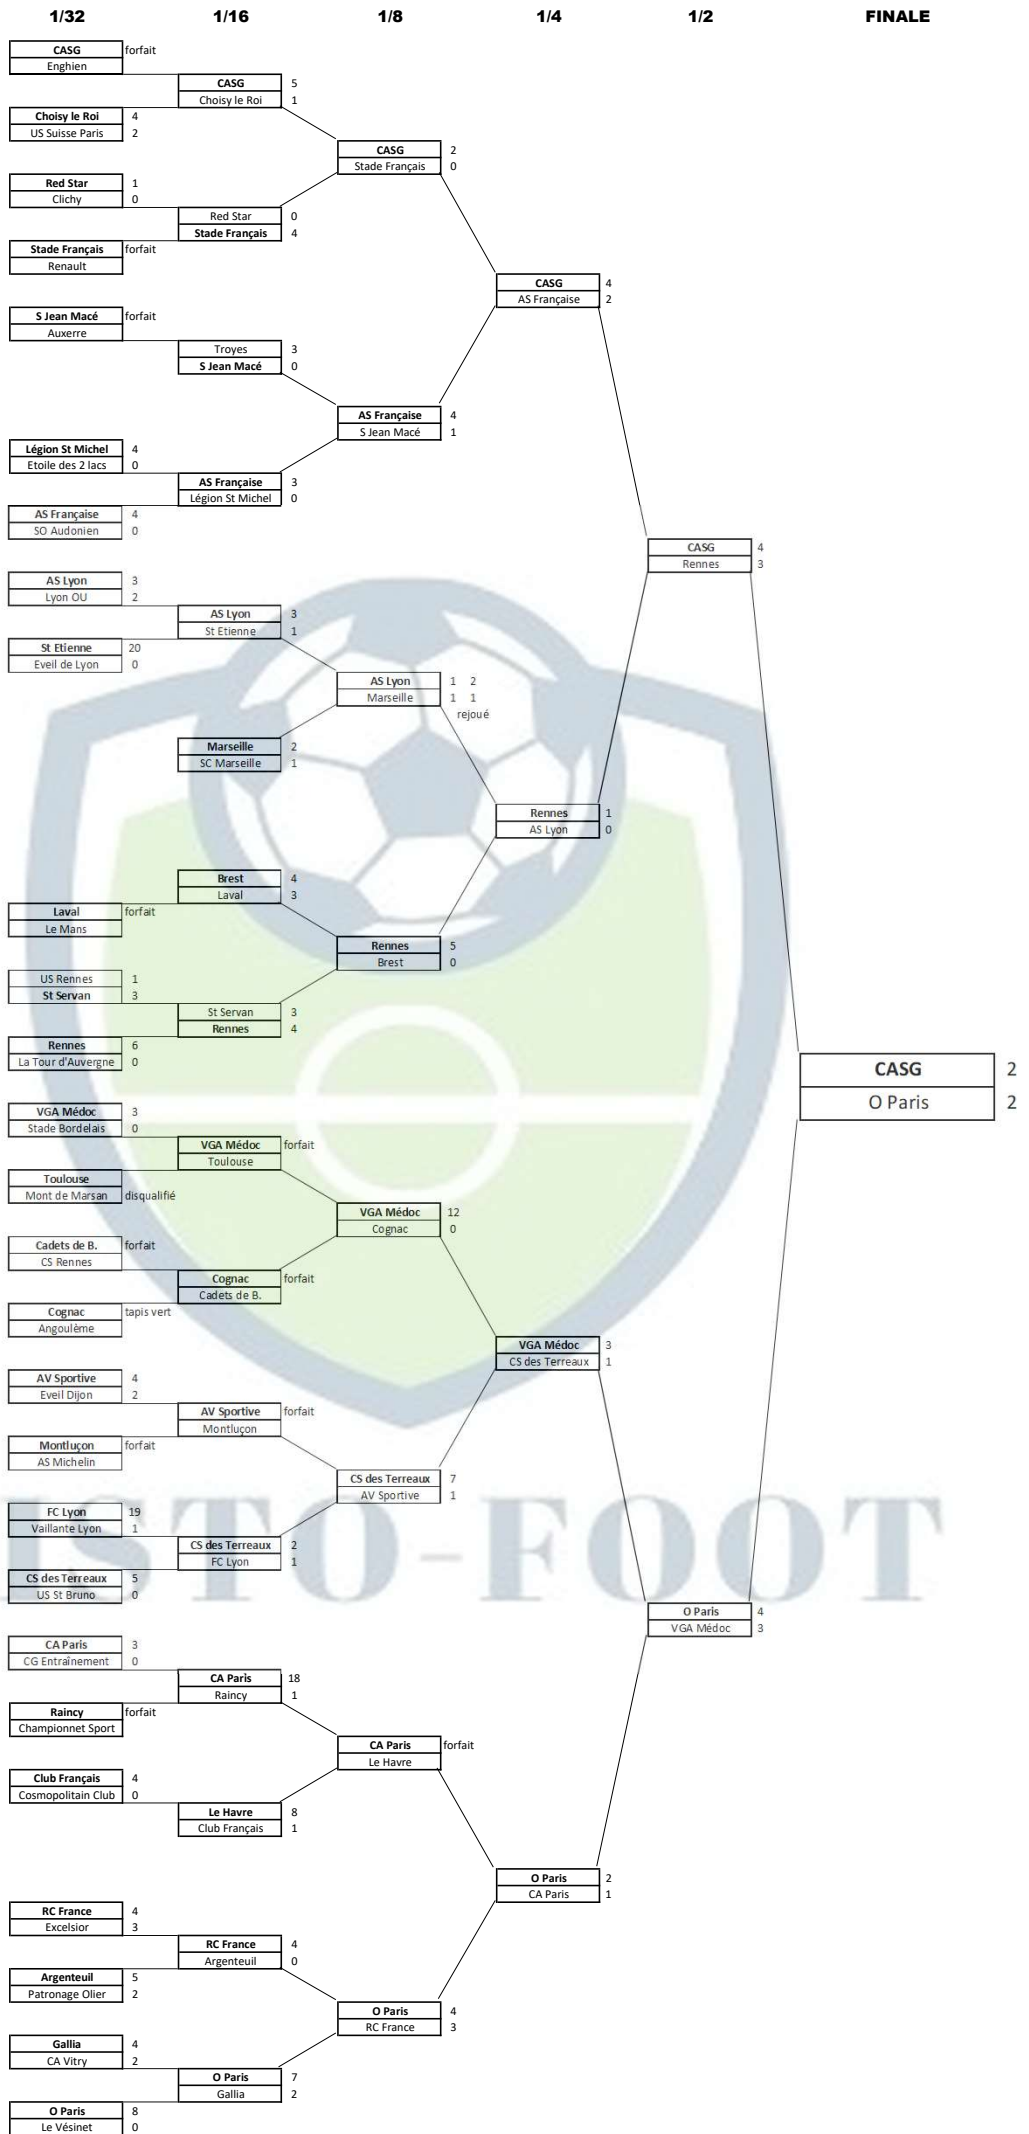 1/32 1/16 1/8 1/4 1/2 FINALE
CASG forfait
Enghien
CASG 5
Choisy le Roi 1
Choisy le Roi 4
US Suisse Paris 2
CASG 2
Stade Français 0
Red Star 1
Clichy 0
Red Star 0
Stade Français 4
Stade Français forfait
Renault
CASG 4
AS Française 2
S Jean Macé forfait
Auxerre
Troyes 3
S Jean Macé 0
AS Française 4
S Jean Macé 1
Légion St Michel 4
Etoile des 2 lacs 0
AS Française 3
Légion St Michel 0
AS Française 4
SO Audonien 0
CASG 4
Rennes 3
AS Lyon 3
Lyon OU 2
AS Lyon 3
St Etienne 1
St Etienne 20
Eveil de Lyon 0
AS Lyon 1 2
Marseille 1 1
rejoué
Marseille 2
SC Marseille 1
Rennes 1
AS Lyon 0
Brest 4
Laval 3
Laval forfait
Le Mans
Rennes 5
Brest 0
US Rennes 1
St Servan 3
St Servan 3
Rennes 4
Rennes 6
La Tour d'Auvergne 0
CASG 2
O Paris 2
VGA Médoc 3
Stade Bordelais 0
VGA Médoc forfait
Toulouse
Toulouse
Mont de Marsan disqualifié
VGA Médoc 12
Cognac 0
Cadets de B. forfait
CS Rennes
Cognac forfait
Cadets de B.
Cognac tapis vert
Angoulème
VGA Médoc 3
CS des Terreaux 1
AV Sportive 4
Eveil Dijon 2
AV Sportive forfait
Montluçon
Montluçon forfait
AS Michelin
CS des Terreaux 7
AV Sportive 1
ISTO-FOOT
FC Lyon 19
Vaillante Lyon 1
CS des Terreaux 2
FC Lyon 1
CS des Terreaux 5
US St Bruno 0
O Paris 4
VGA Médoc 3
CA Paris 3
CG Entraînement 0
CA Paris 18
Raincy 1
Raincy forfait
Championnet Sport
CA Paris forfait
Le Havre
Club Français 4
Cosmopolitain Club 0
Le Havre 8
Club Français 1
O Paris 2
CA Paris 1
RC France 4
Excelsior 3
RC France 4
Argenteuil 0
Argenteuil 5
Patronage Olier 2
O Paris 4
RC France 3
Gallia 4
CA Vitry 2
O Paris 7
Gallia 2
O Paris 8
Le Vésinet 0